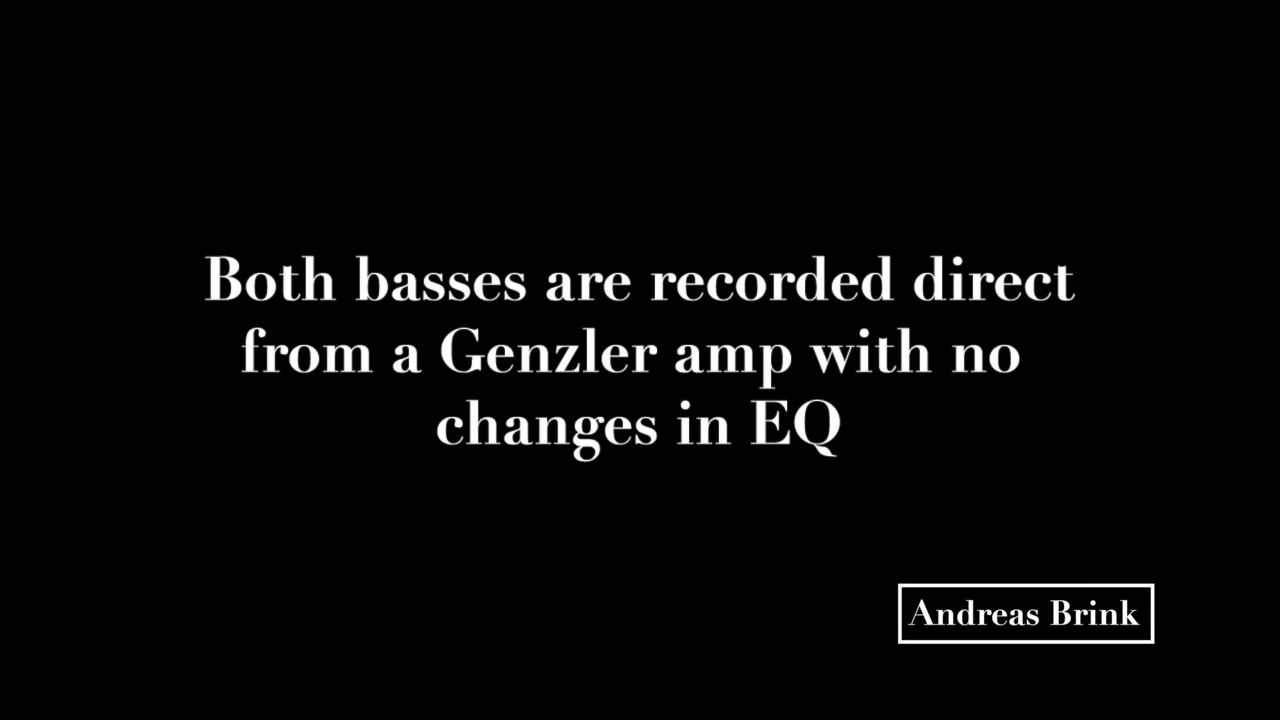 Both basses are recorded direct
from a Genzler amp with no
changes in EQ
Andreas Brink